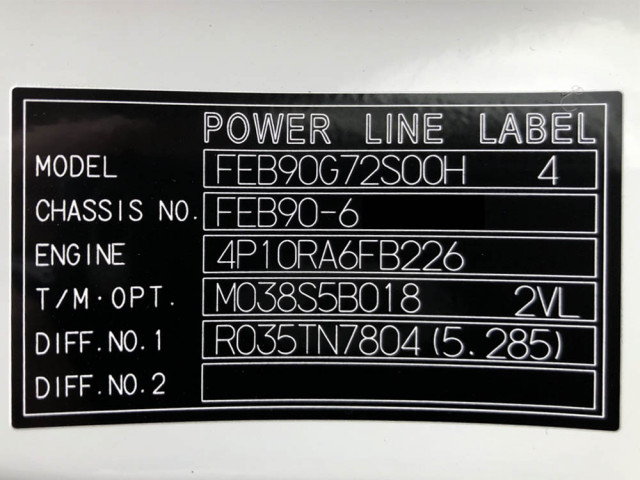 POWER LINE LABEL
MODEL FEB90G72S00H 4
CHASSIS NO. FEB90-6
ENGINE 4P10RA6FB226
T/M·OPT. M038S5B018 2VL
DIFF.NO.1 R035TN7804(5.285)
DIFF.NO.2